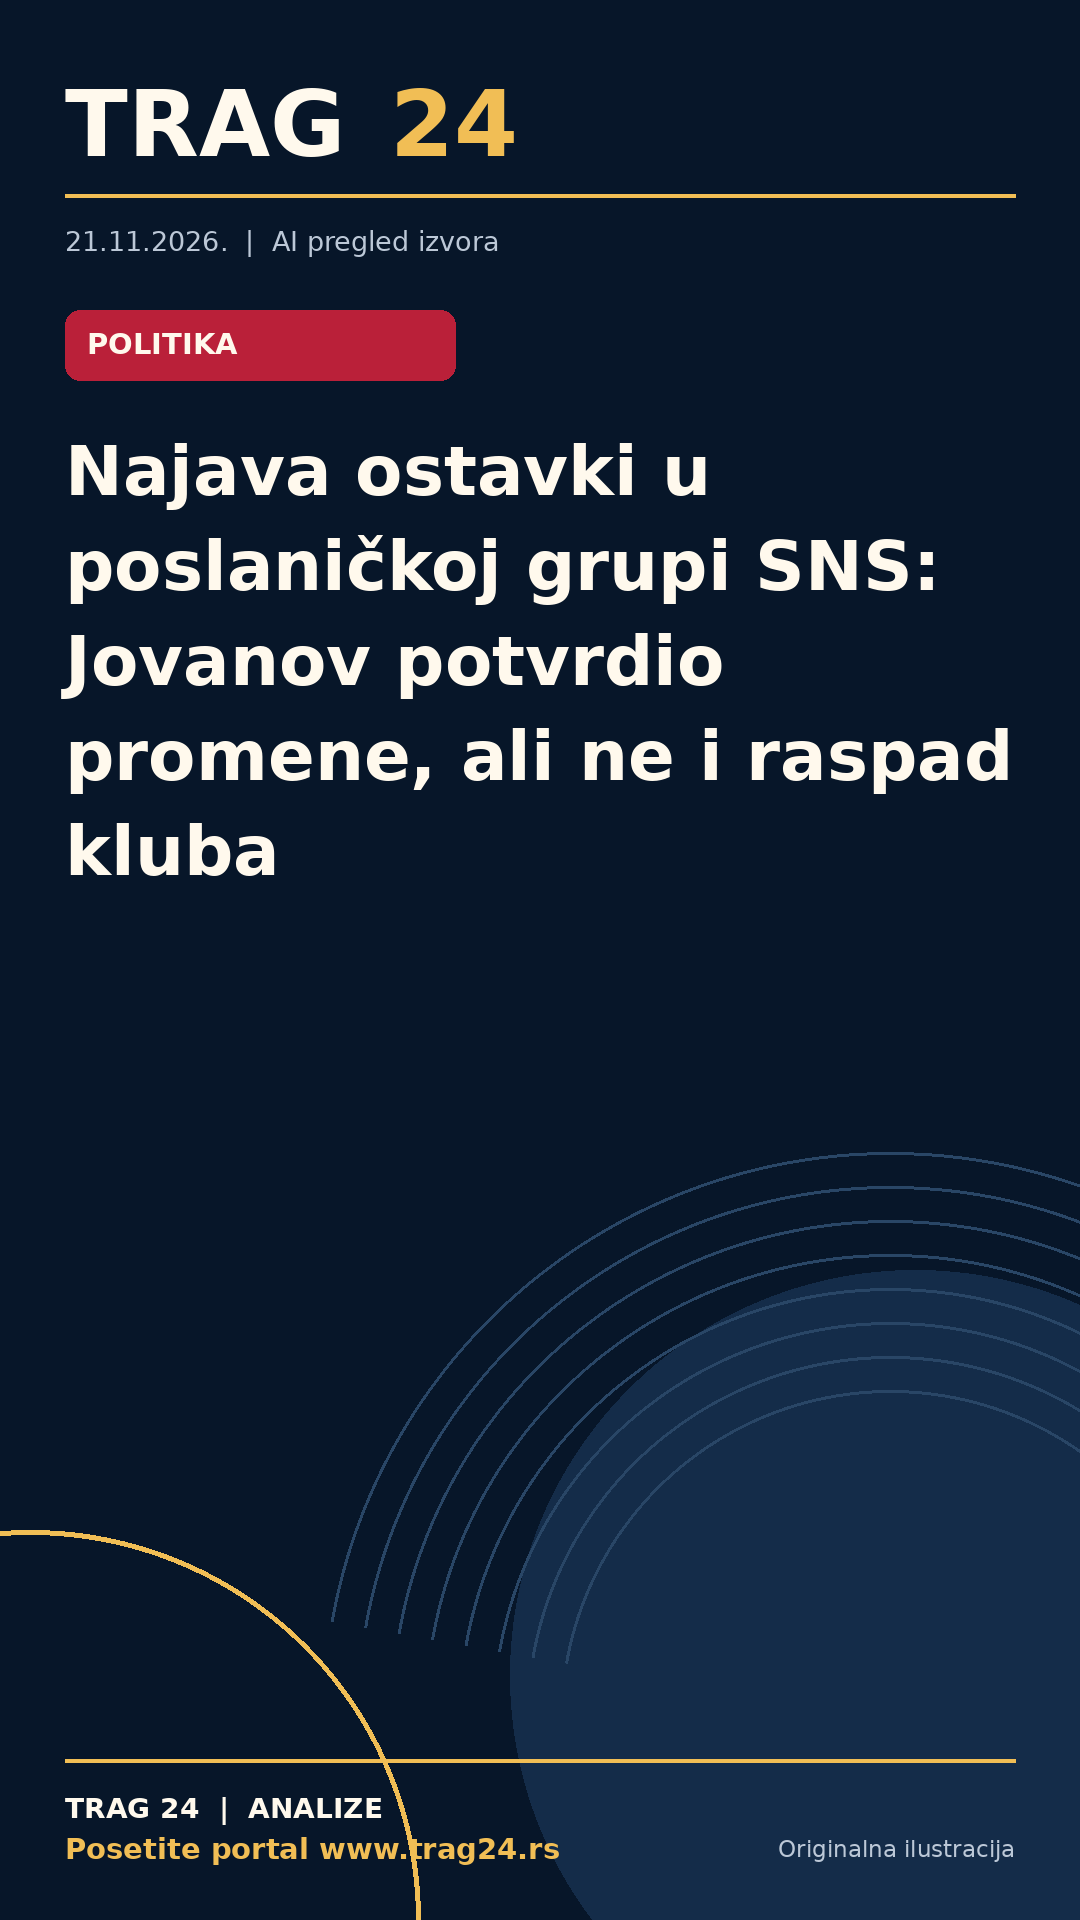 TRAG 24
21.11.2026. | AI pregled izvora
POLITIKA
Najava ostavki u
poslaničkoj grupi SNS:
Jovanov potvrdio
promene, ali ne i raspad
kluba
TRAG 24 | ANALIZE
Posetite portal www.trag24.rs
Originalna ilustracija